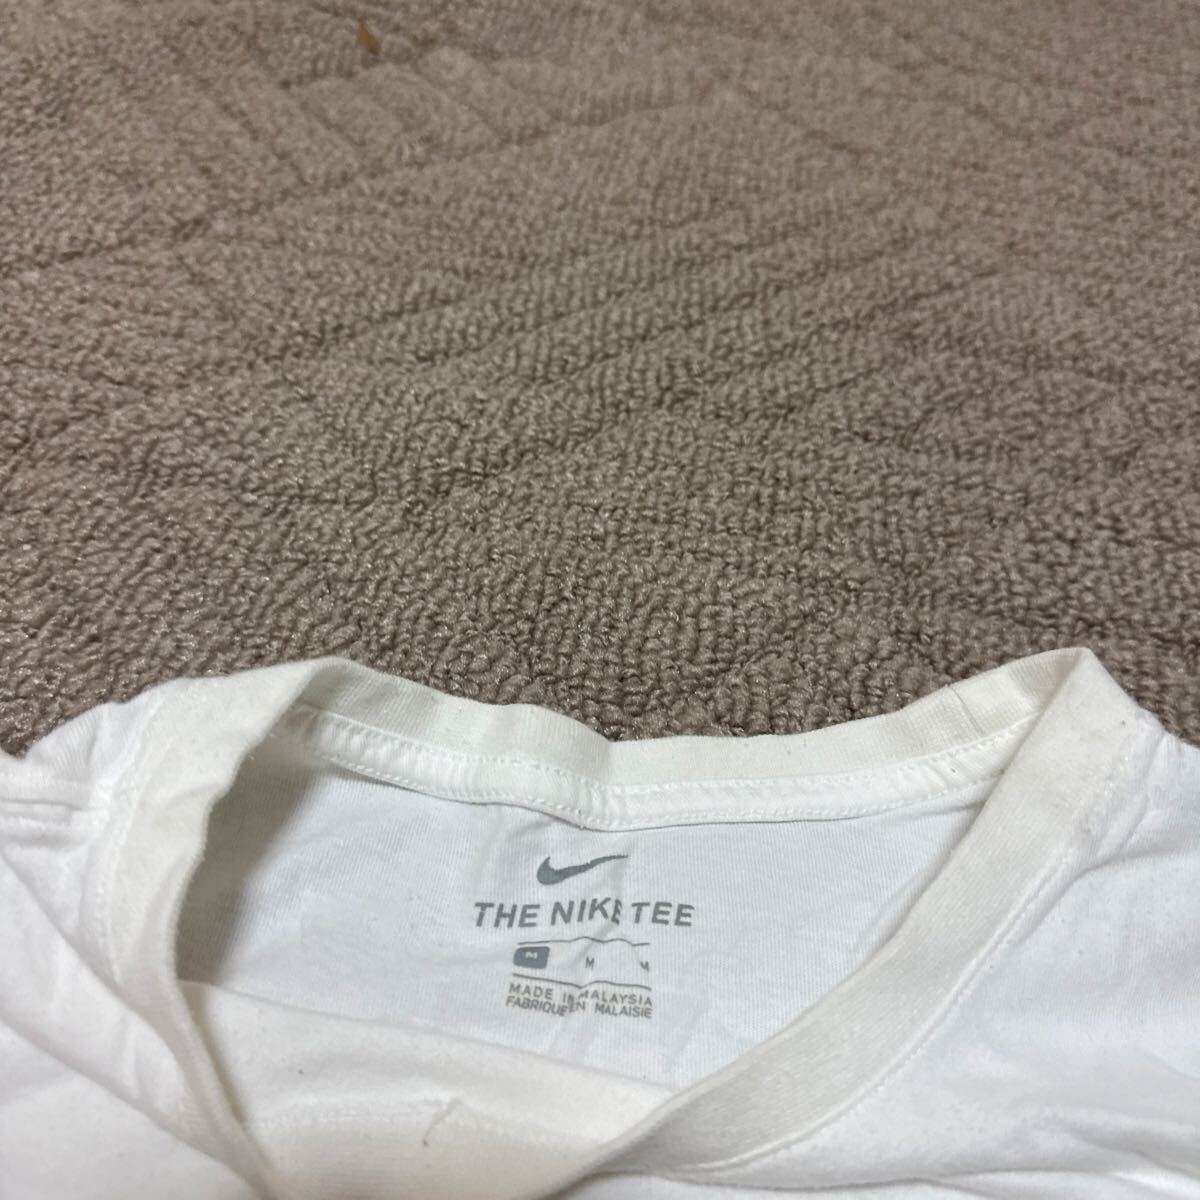 THE NIKE TEE
M M M
MADE IN MALAYSIA
FABRIQUE EN MALAISIE